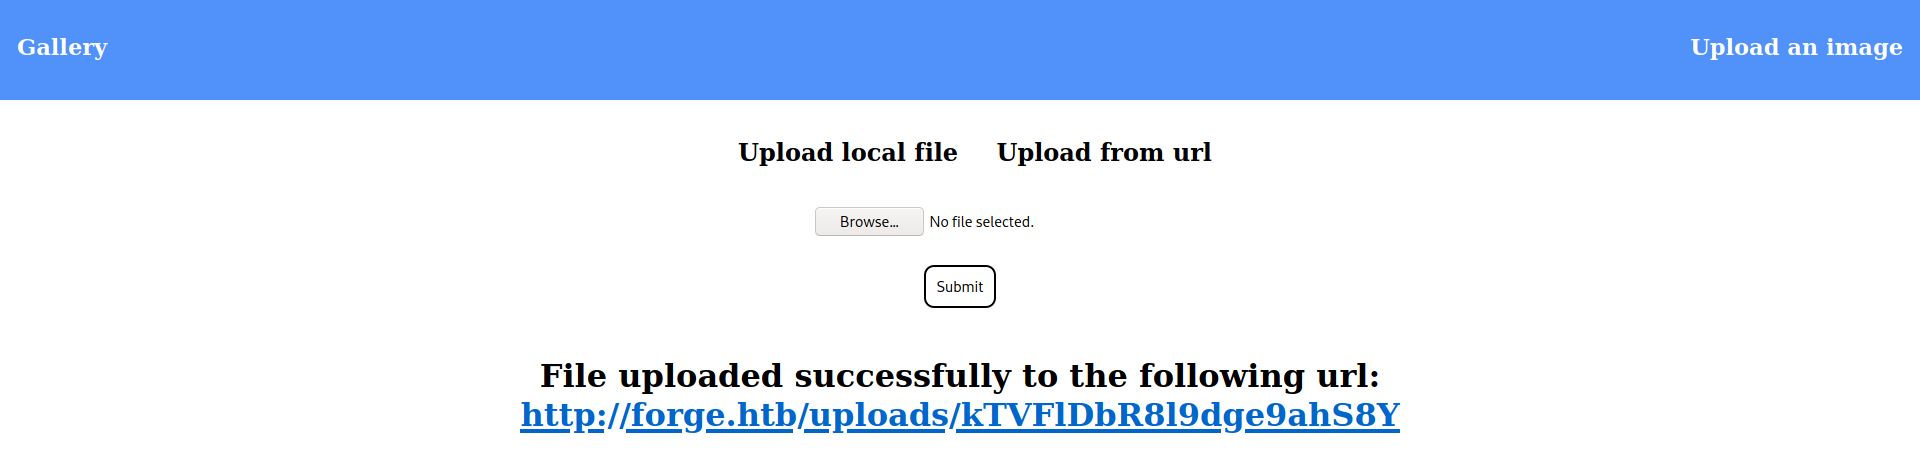 Gallery
Upload an image
Upload local file
Upload from url
Browse...
No file selected.
Submit
File uploaded successfully to the following url:
http://forge.htb/uploads/kTVFlDbR8l9dge9ahS8Y